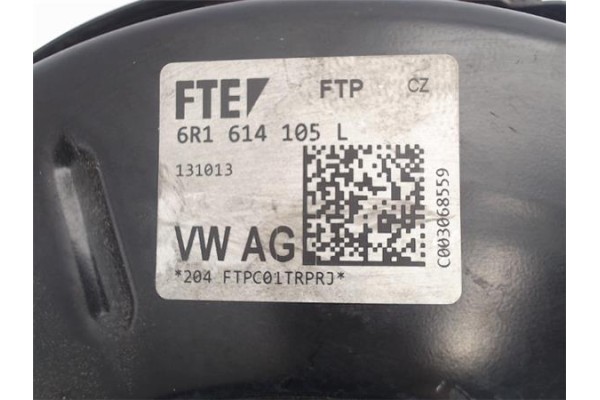 FTE FTP CZ
6R1 614 105 L
131013
VW AG
*204 FTPC01TRPRJ*
C003068559